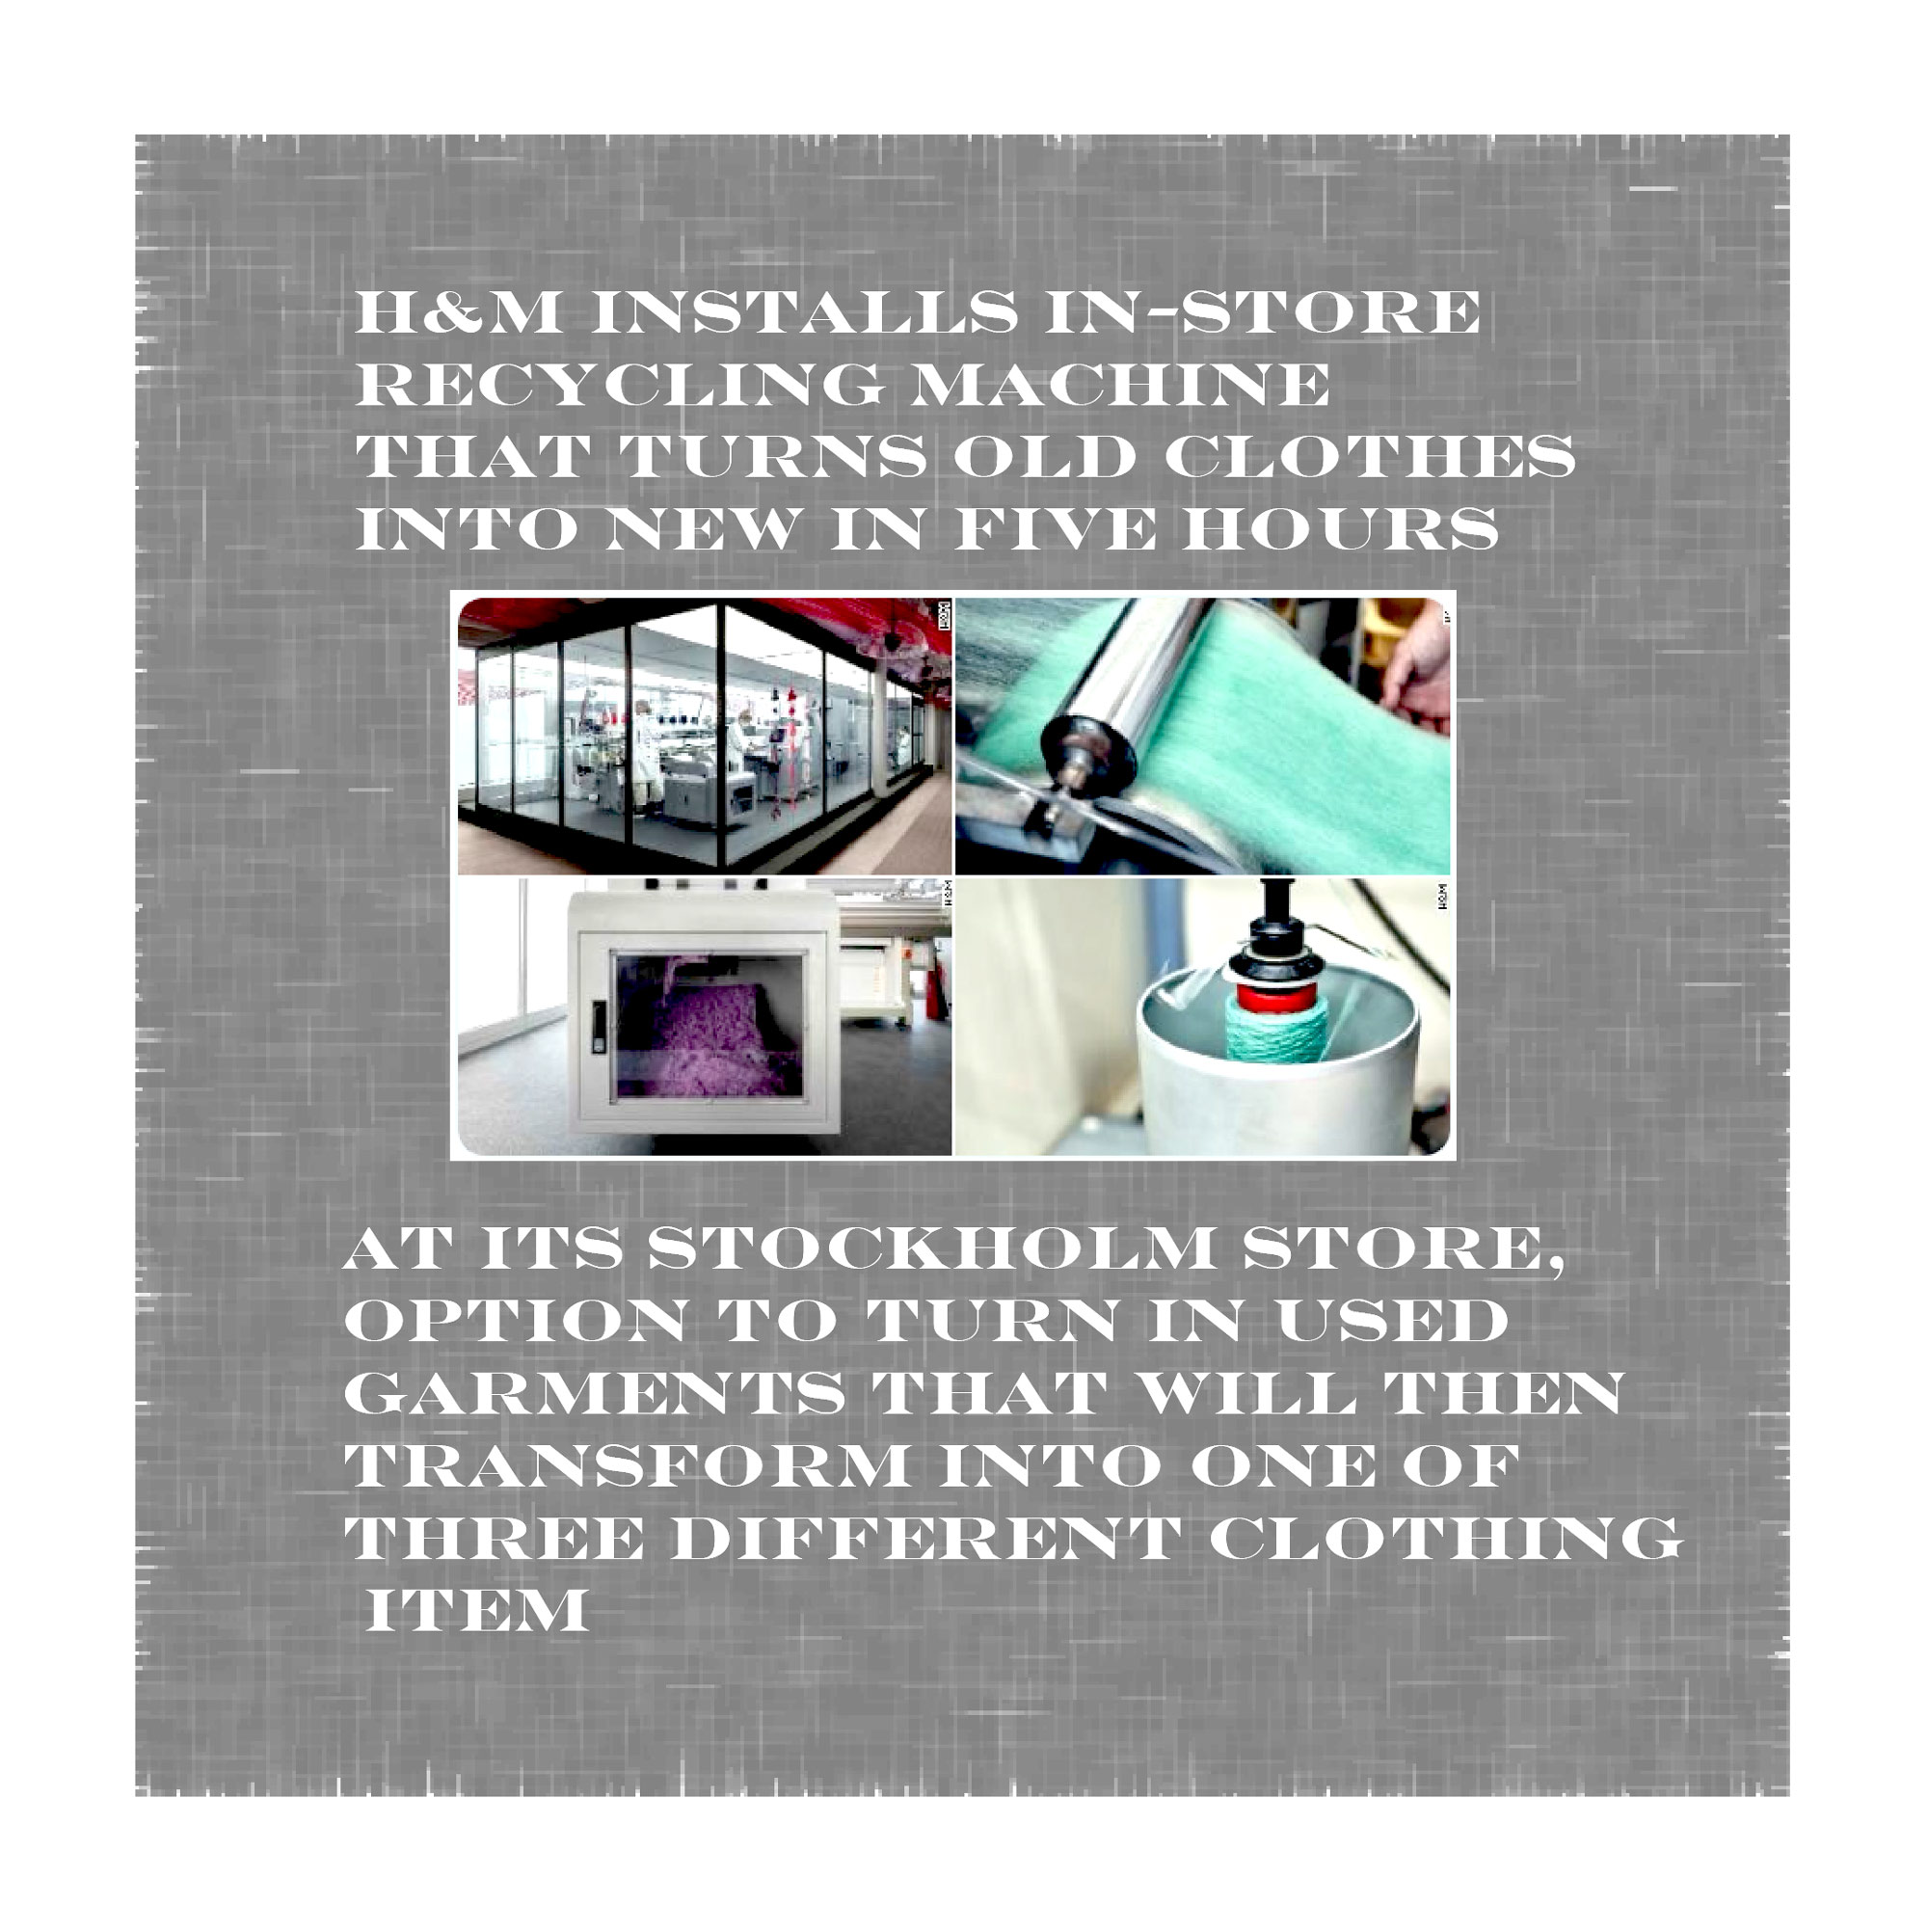 H&M INSTALLS IN-STORE
RECYCLING MACHINE
THAT TURNS OLD CLOTHES
INTO NEW IN FIVE HOURS
H&M
H&M
H&M
AT ITS STOCKHOLM STORE,
OPTION TO TURN IN USED
GARMENTS THAT WILL THEN
TRANSFORM INTO ONE OF
THREE DIFFERENT CLOTHING
ITEM